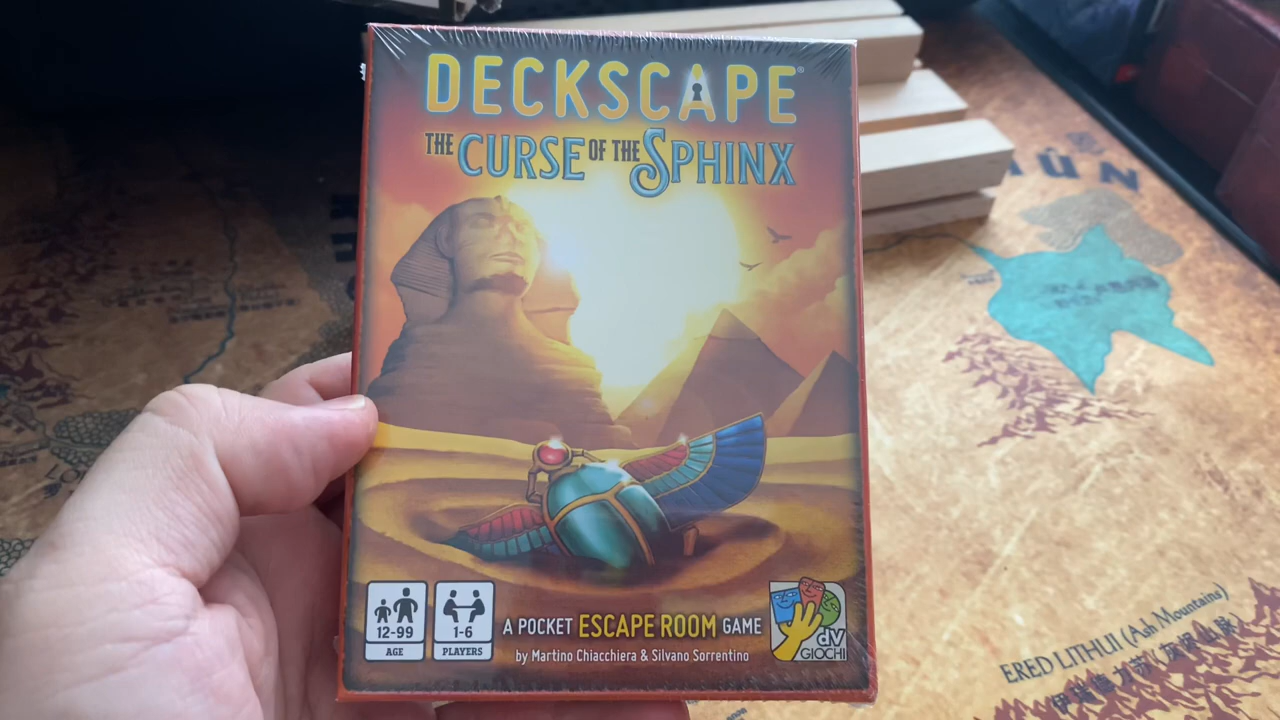 DECKSCAPE®
THE CURSE OF THE SPHINX
12-99
AGE
1-6
PLAYERS
A POCKET ESCAPE ROOM GAME
by Martino Chiacchiera & Silvano Sorrentino
dV
GIOCHI
ERED LITHUI (Ash Mountains)